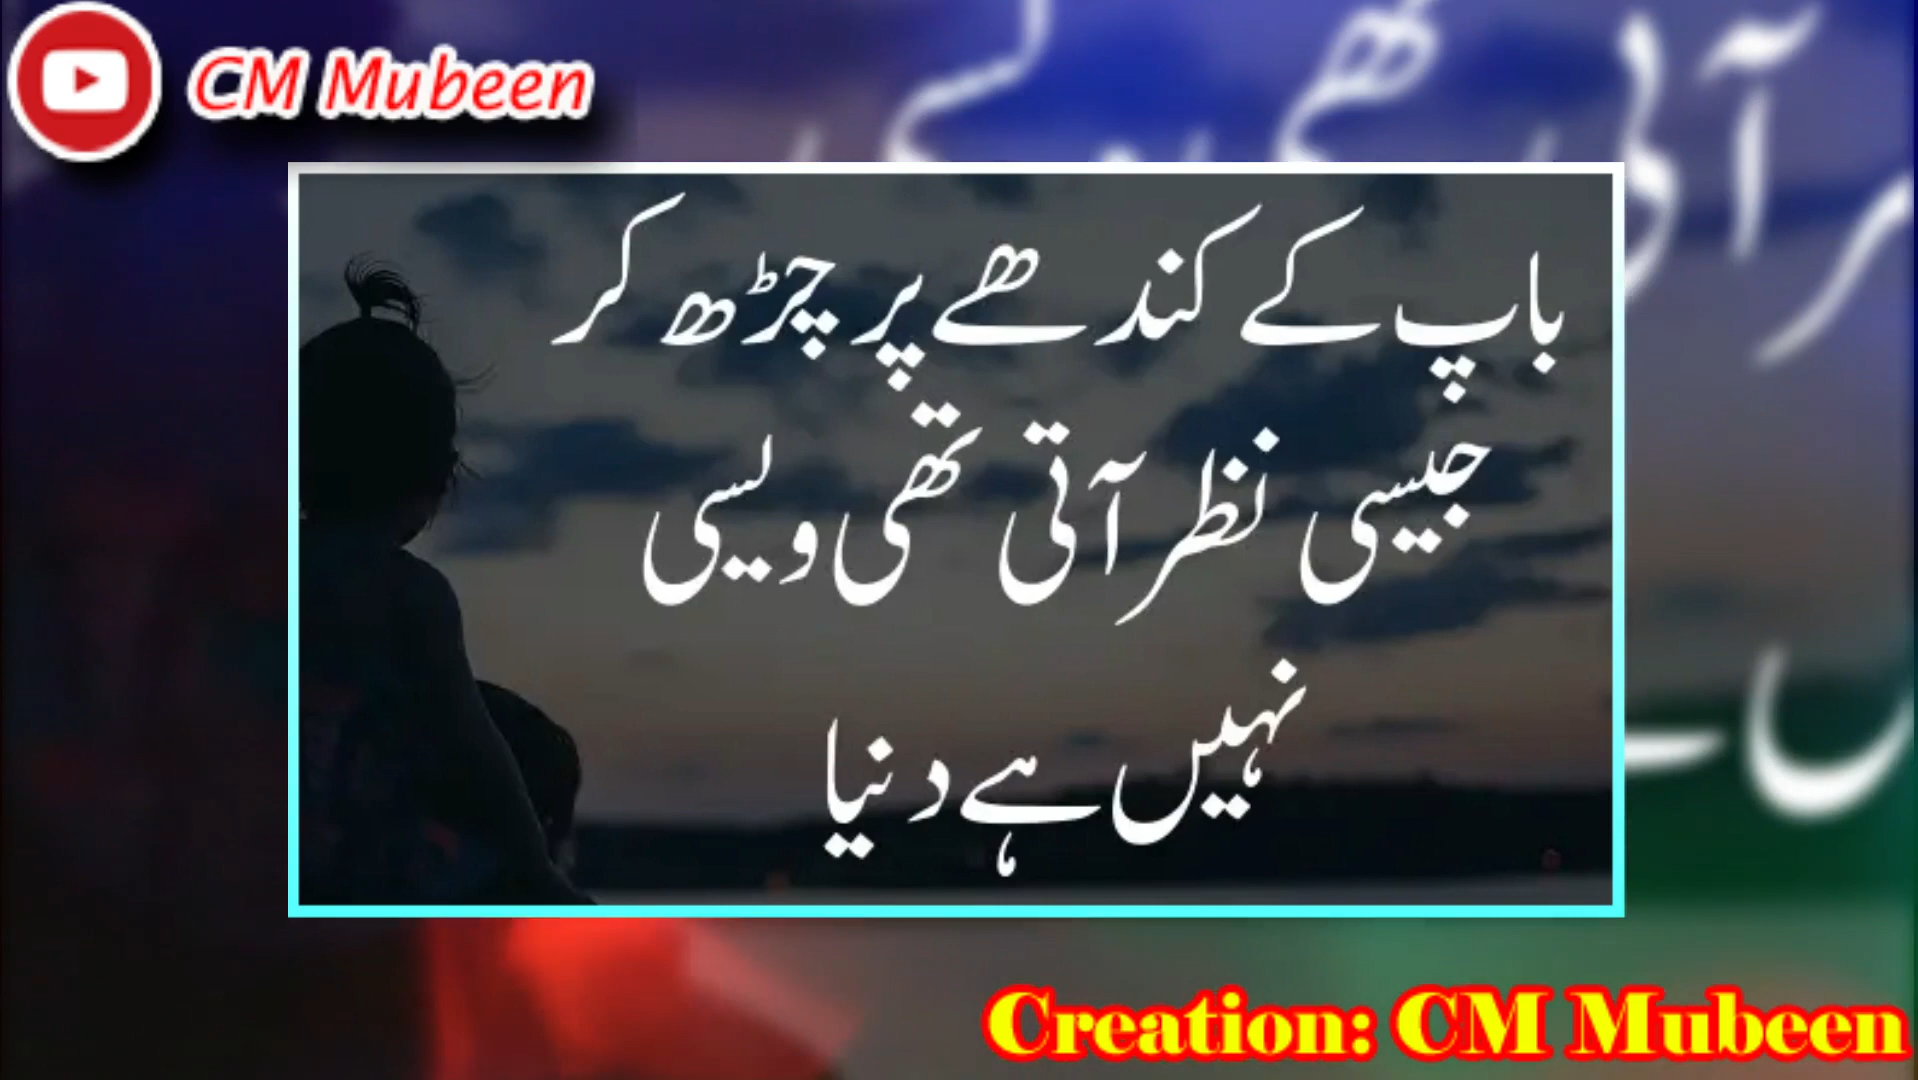 CM Mubeen
باپ کے کندھے پر چڑھ کر
جیسی نظر آتی تھی ویسی
نہیں ہے دنیا
Creation: CM Mubeen